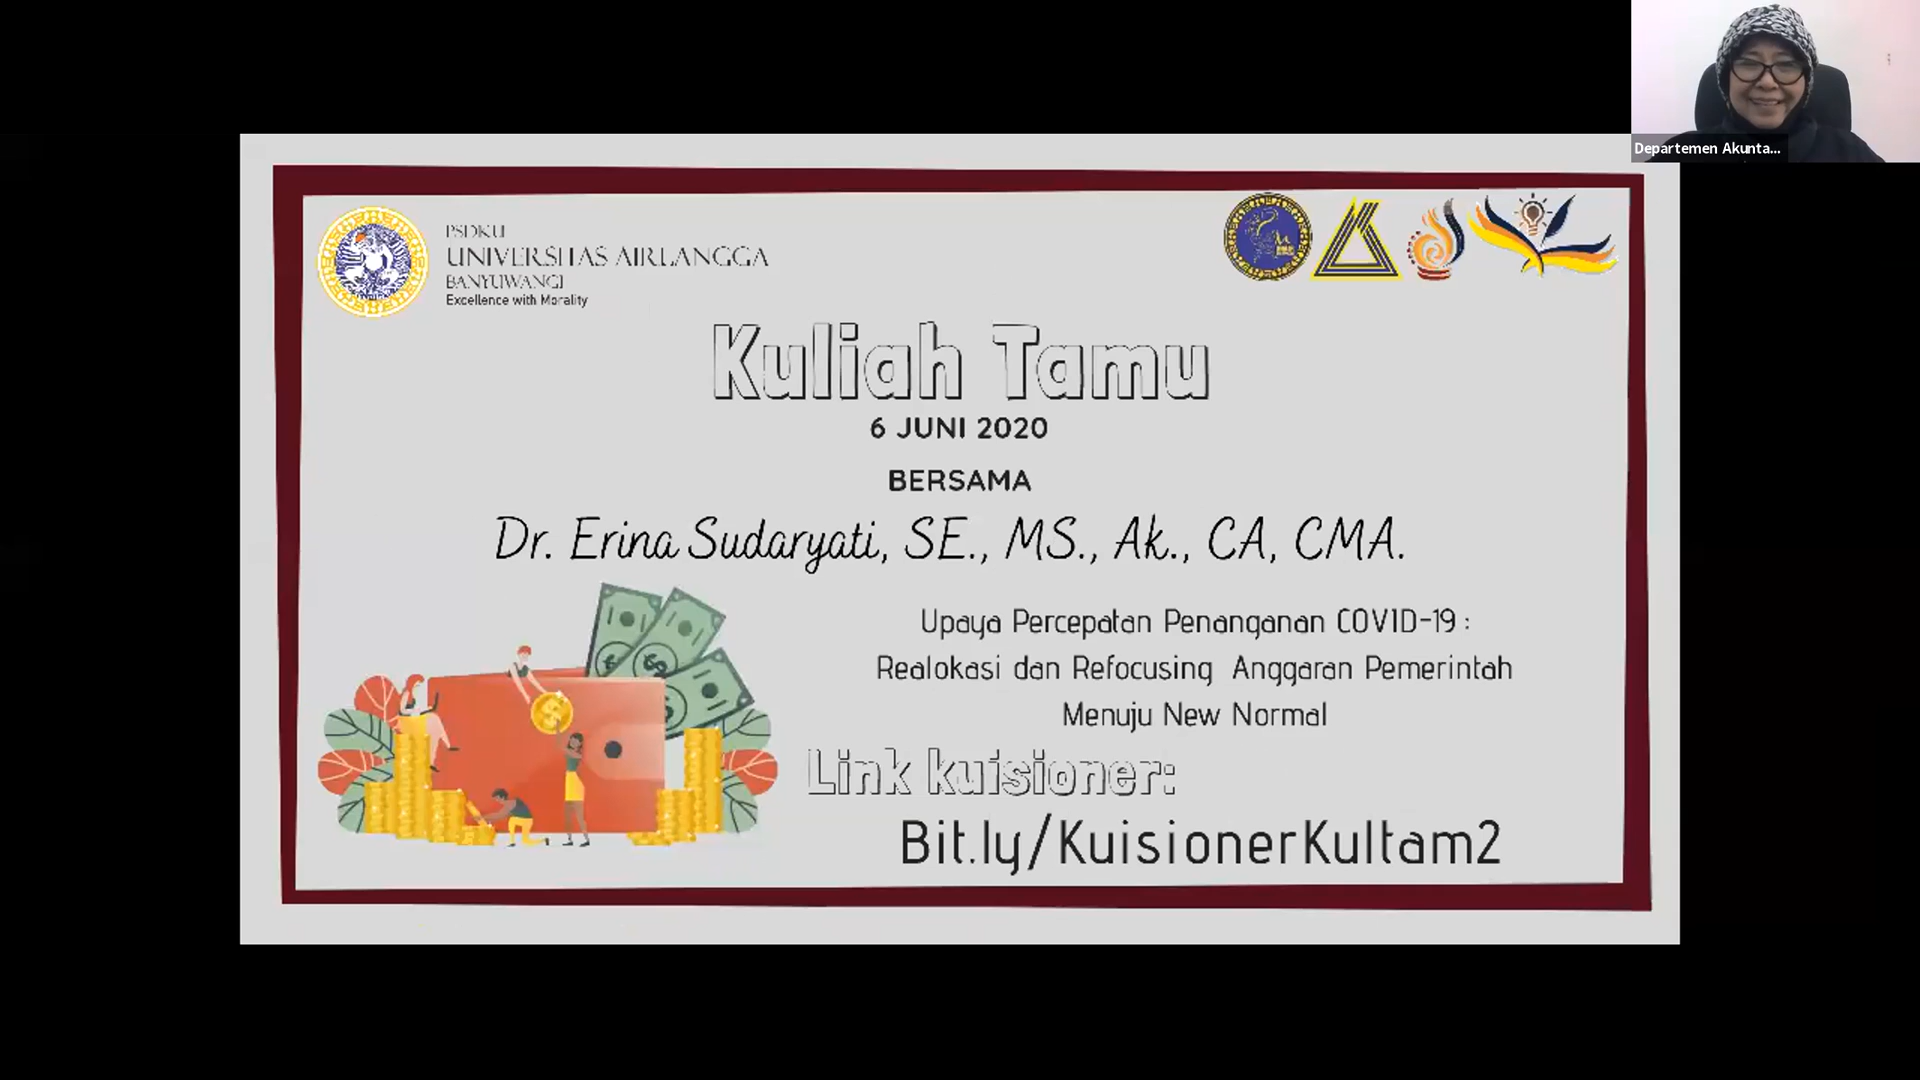 Departemen Akunta...
PSDKU
UNIVERSITAS AIRLANGGA
BANYUWANGI
Excellence with Morality
Kuliah Tamu
6 JUNI 2020
BERSAMA
Dr. Erina Sudaryati, SE., MS., Ak., CA, CMA.
Upaya Percepatan Penanganan COVID-19 :
Realokasi dan Refocusing Anggaran Pemerintah
Menuju New Normal
Link kuisioner:
Bit.ly/KuisionerKultam2